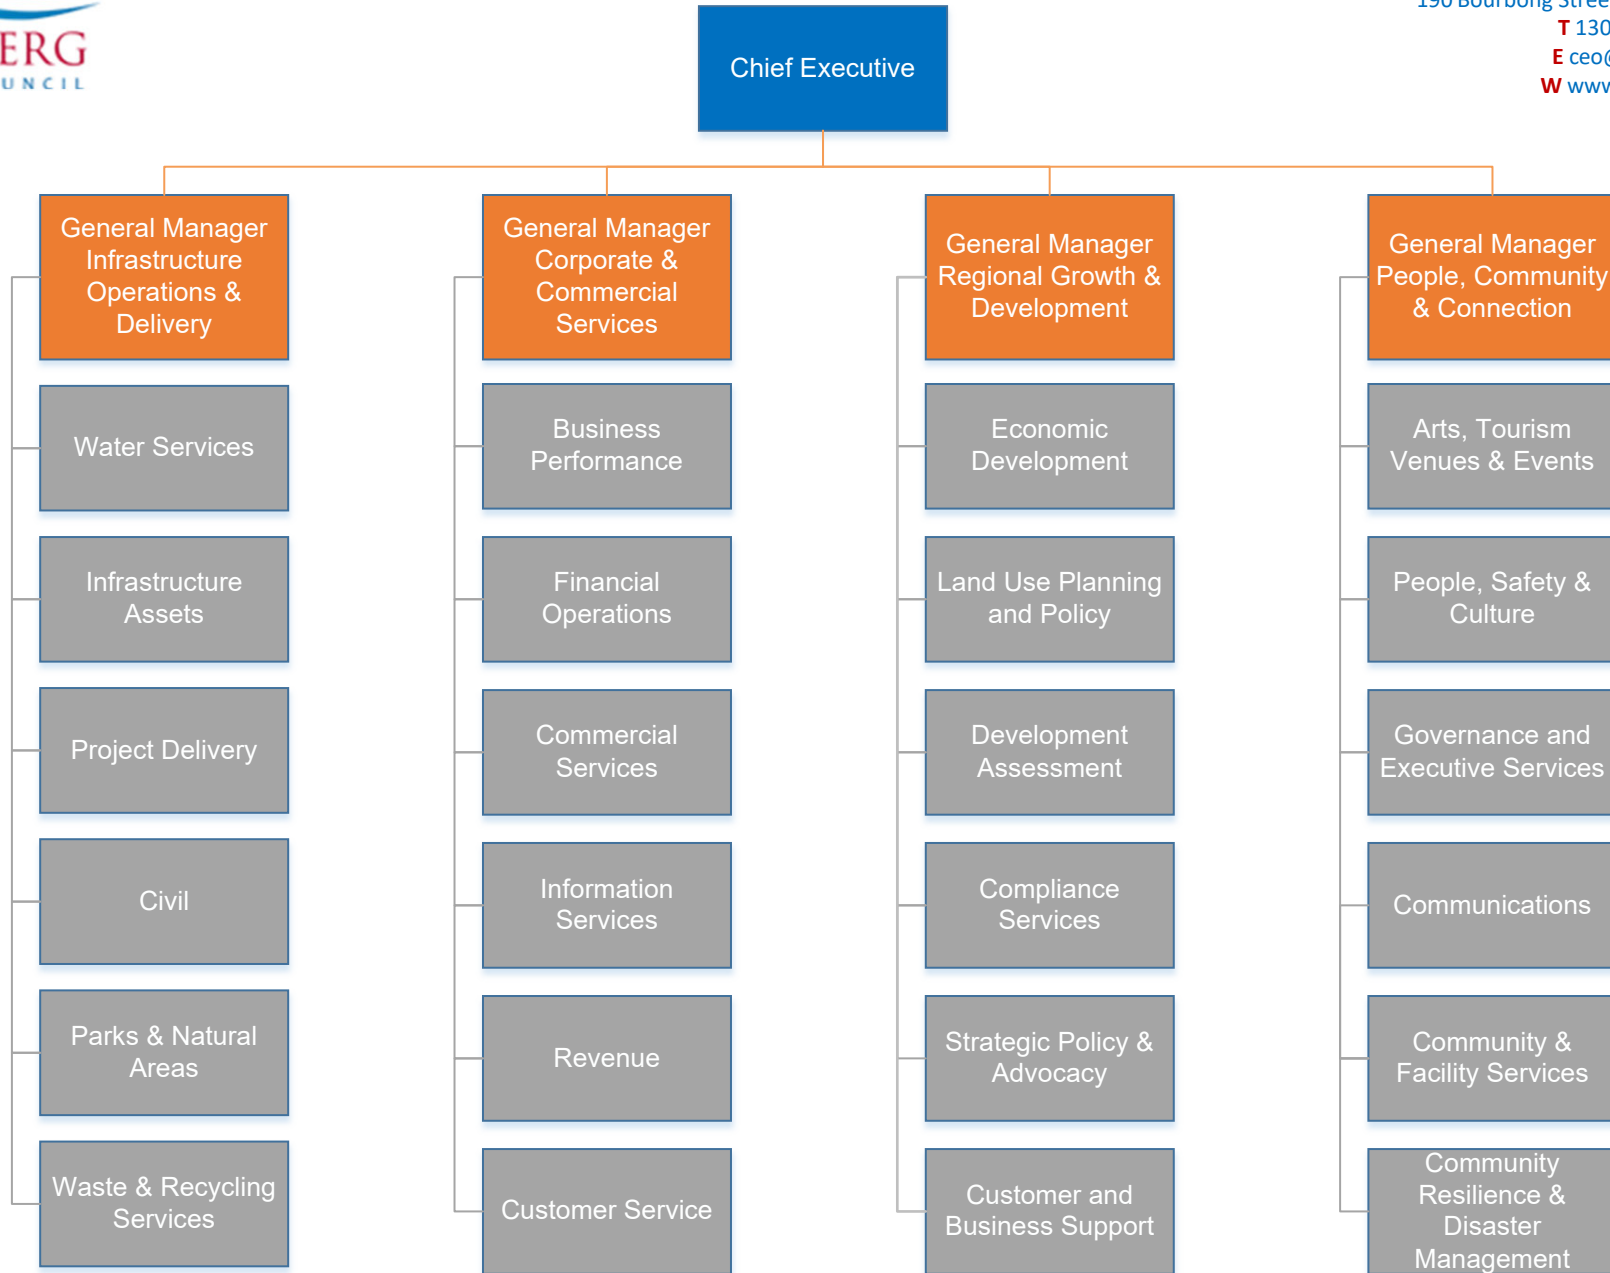 ERG
UNCIL
190 Bourbong Stree
T 130
E ceo@
W www
Chief Executive
General Manager
Infrastructure
Operations &
Delivery
Water Services
Infrastructure
Assets
Project Delivery
Civil
Parks & Natural
Areas
Waste & Recycling
Services
General Manager
Corporate &
Commercial
Services
Business
Performance
Financial
Operations
Commercial
Services
Information
Services
Revenue
Customer Service
General Manager
Regional Growth &
Development
Economic
Development
Land Use Planning
and Policy
Development
Assessment
Compliance
Services
Strategic Policy &
Advocacy
Customer and
Business Support
General Manager
People, Community
& Connection
Arts, Tourism
Venues & Events
People, Safety &
Culture
Governance and
Executive Services
Communications
Community &
Facility Services
Community
Resilience &
Disaster
Management